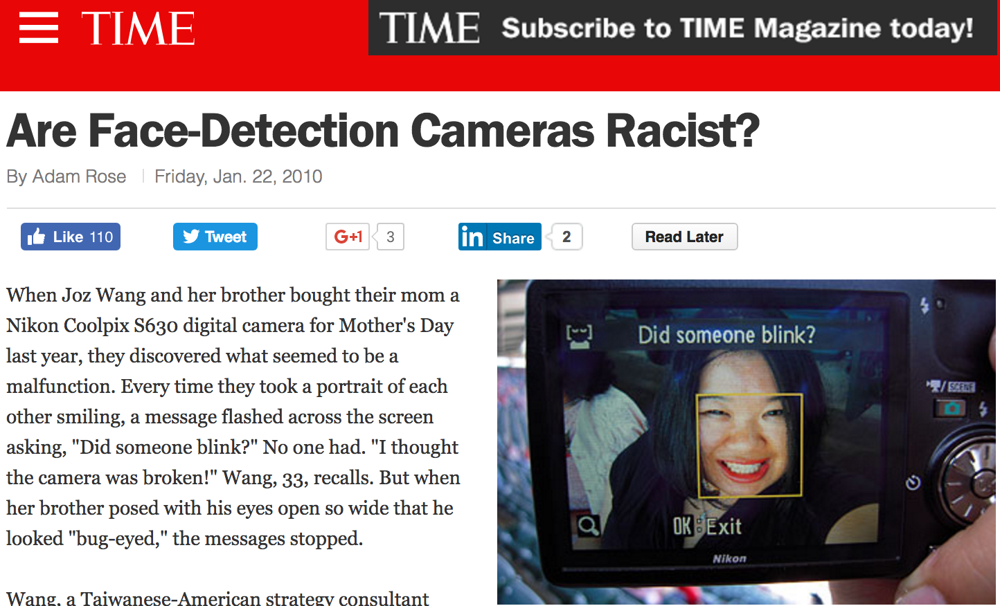 TIME
TIME Subscribe to TIME Magazine today!
Are Face-Detection Cameras Racist?
By Adam Rose Friday, Jan. 22, 2010
Like 110
Tweet
G+1 3
in Share 2
Read Later
When Joz Wang and her brother bought their mom a
Nikon Coolpix S630 digital camera for Mother's Day
last year, they discovered what seemed to be a
malfunction. Every time they took a portrait of each
other smiling, a message flashed across the screen
asking, "Did someone blink?" No one had. "I thought
the camera was broken!" Wang, 33, recalls. But when
her brother posed with his eyes open so wide that he
looked "bug-eyed," the messages stopped.
Wang, a Taiwanese-American strategy consultant
Did someone blink?
OK:Exit
Nikon
SCENE